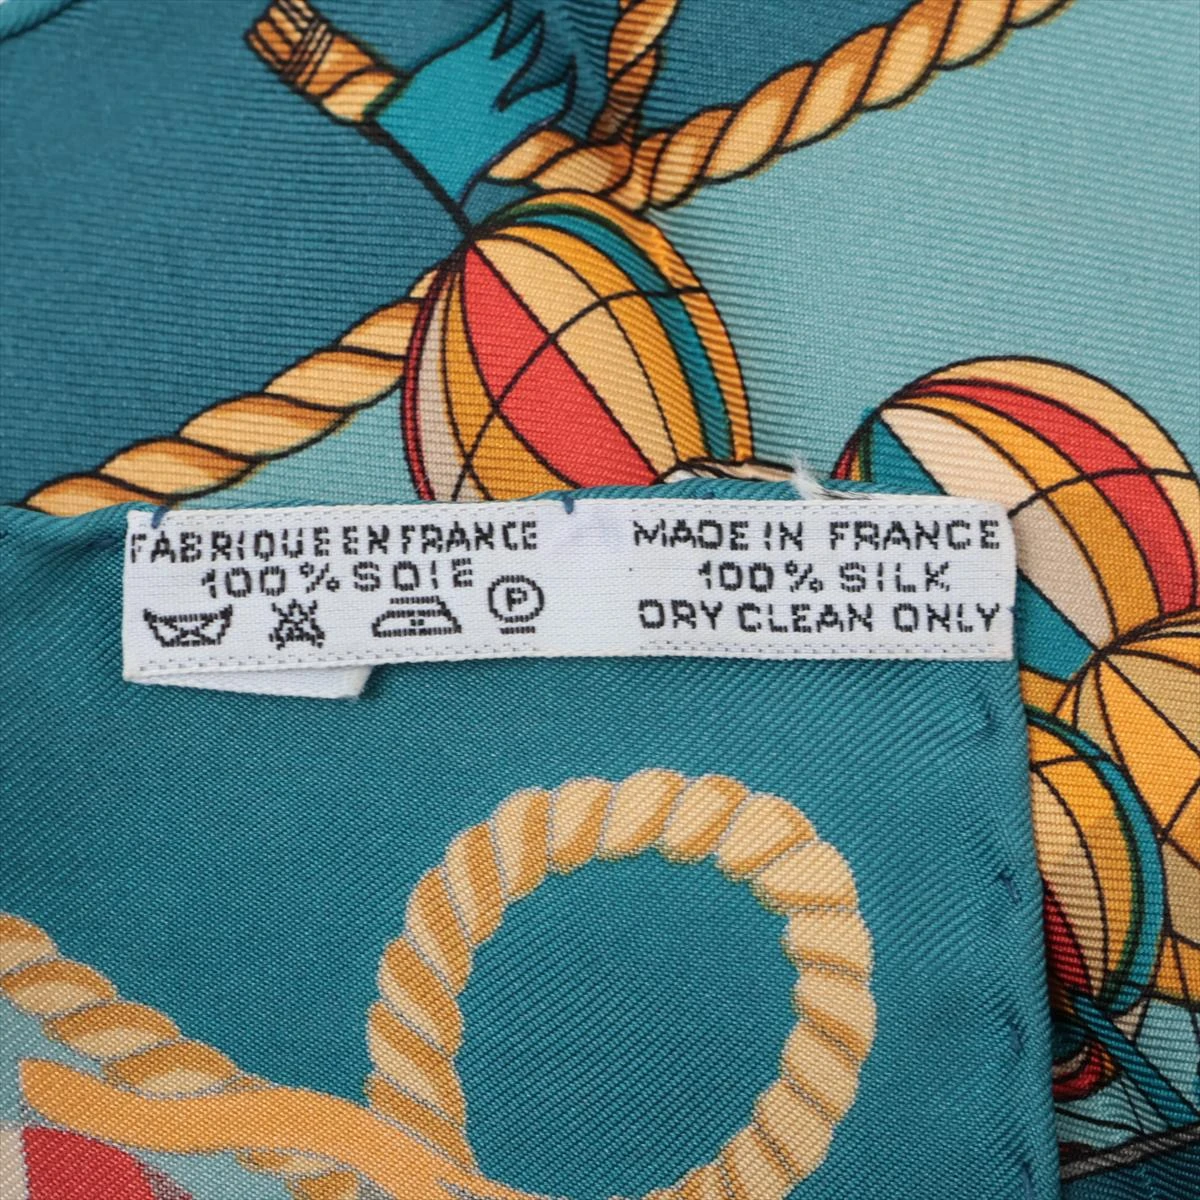 FABRIQUE EN FRANCE
100% SOIE
P
MADE IN FRANCE
100% SILK
DRY CLEAN ONLY